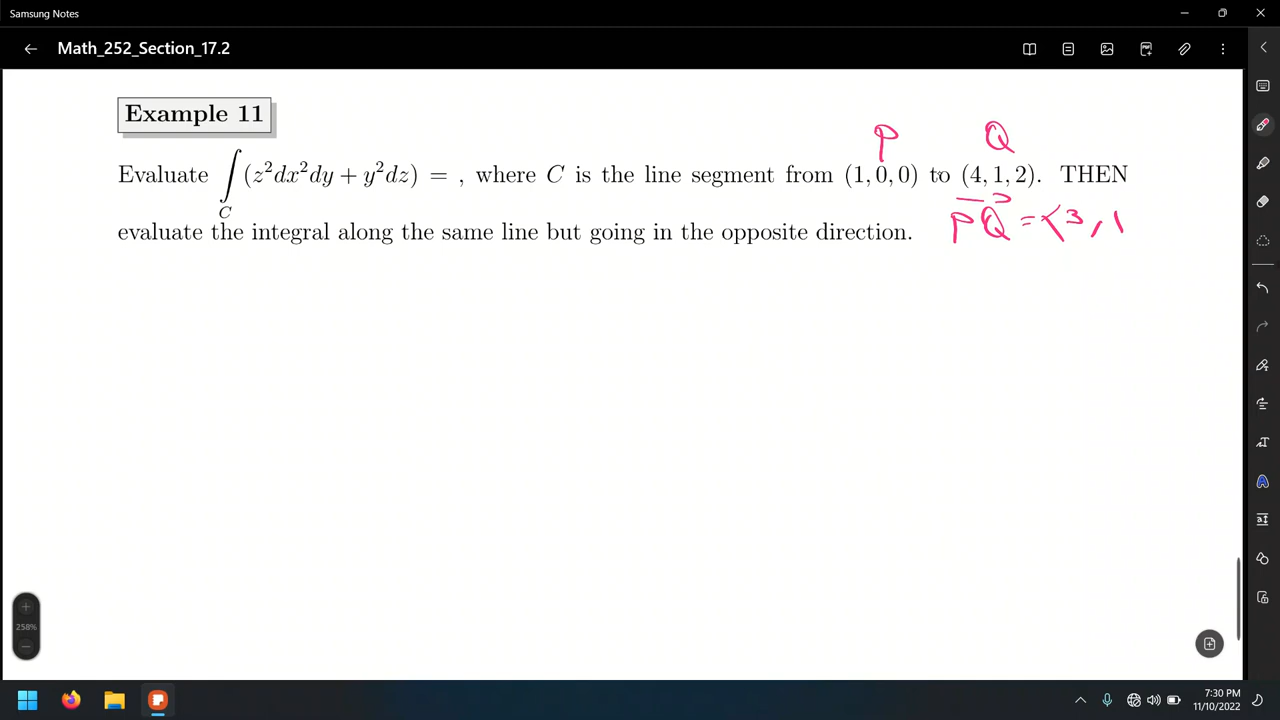 Samsung Notes
Math_252_Section_17.2
Example 11
P Q
Evaluate ∫_C (z²dx²dy + y²dz) = , where C is the line segment from (1, 0, 0) to (4, 1, 2). THEN
evaluate the integral along the same line but going in the opposite direction.
PQ⃗ = <3, 1
258%
7:30 PM
11/10/2022